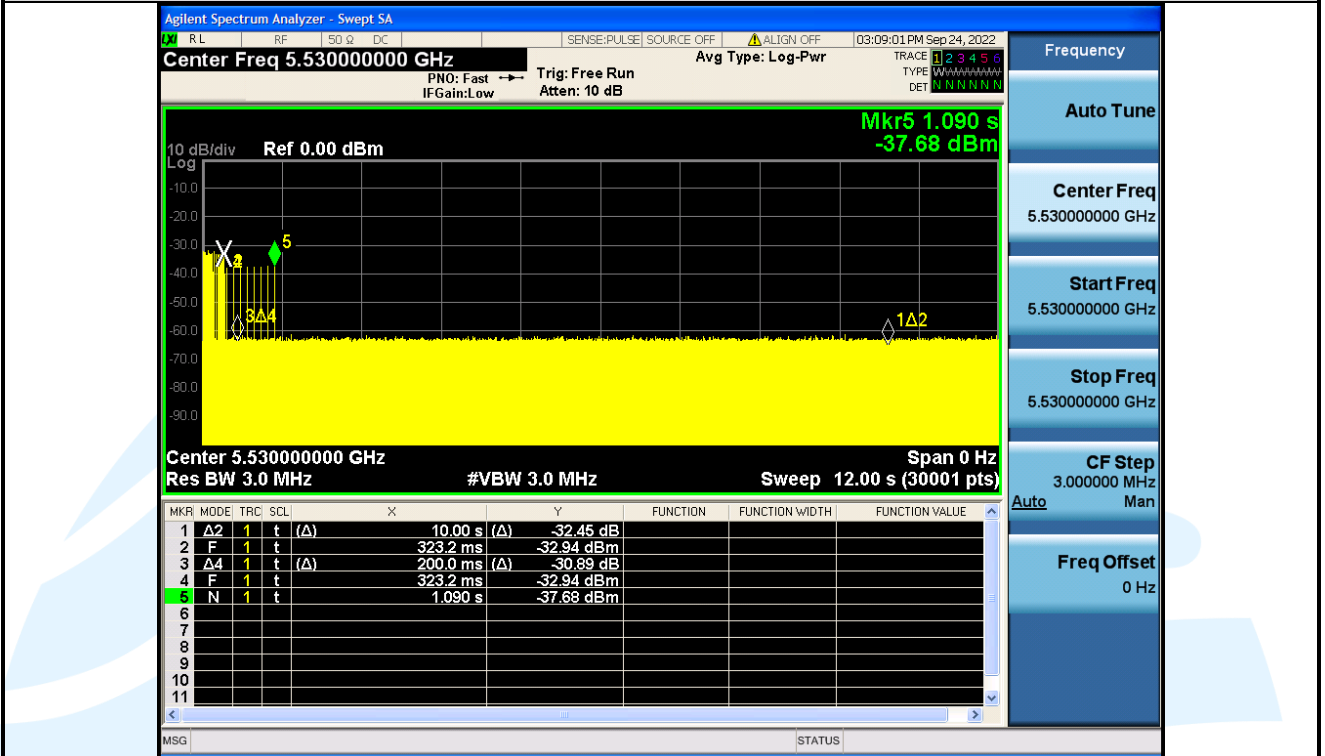 Agilent Spectrum Analyzer - Swept SA
LXI RL RF 50 Ω DC SENSE:PULSE SOURCE OFF ALIGN OFF 03:09:01 PM Sep 24, 2022
Center Freq 5.530000000 GHz
PNO: Fast
IFGain:Low
Trig: Free Run
Atten: 10 dB
Avg Type: Log-Pwr
TRACE 1 2 3 4 5 6
TYPE WWWWWW
DET N N N N N N
Mkr5 1.090 s
-37.68 dBm
10 dB/div
Log
Ref 0.00 dBm
-10.0
-20.0
-30.0
-40.0
-50.0
-60.0
-70.0
-80.0
-90.0
X
5
3Δ4
1Δ2
Center 5.530000000 GHz
Span 0 Hz
Res BW 3.0 MHz
#VBW 3.0 MHz
Sweep 12.00 s (30001 pts)
MKR MODE TRC SCL X Y FUNCTION FUNCTION WIDTH FUNCTION VALUE
1 Δ2 1 t (Δ) 10.00 s (Δ) -32.45 dB
2 F 1 t 323.2 ms -32.94 dBm
3 Δ4 1 t (Δ) 200.0 ms (Δ) -30.89 dB
4 F 1 t 323.2 ms -32.94 dBm
5 N 1 t 1.090 s -37.68 dBm
6
7
8
9
10
11
MSG
STATUS
Frequency
Auto Tune
Center Freq
5.530000000 GHz
Start Freq
5.530000000 GHz
Stop Freq
5.530000000 GHz
CF Step
3.000000 MHz
Auto Man
Freq Offset
0 Hz